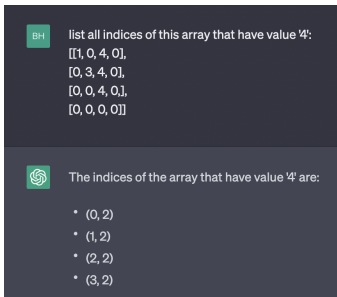 BH
list all indices of this array that have value '4':
[[1, 0, 4, 0],
[0, 3, 4, 0],
[0, 0, 4, 0,],
[0, 0, 0, 0]]
The indices of the array that have value '4' are:
• (0, 2)
• (1, 2)
• (2, 2)
• (3, 2)